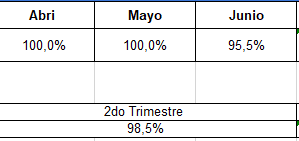 Abri Mayo Junio
100,0% 100,0% 95,5%
2do Trimestre
98,5%